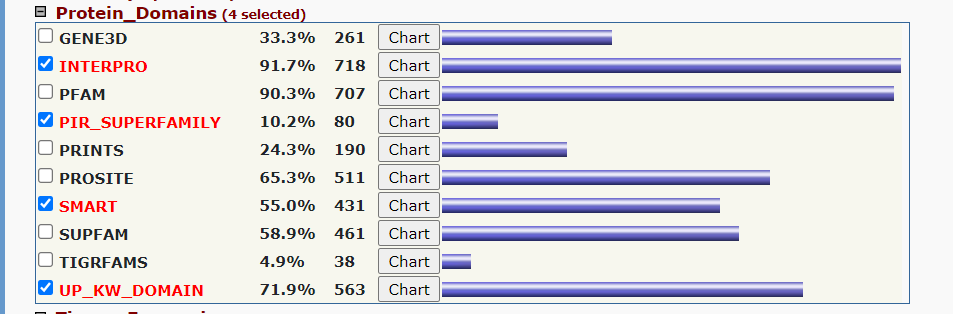 Protein_Domains (4 selected)
GENE3D 33.3% 261 Chart
INTERPRO 91.7% 718 Chart
PFAM 90.3% 707 Chart
PIR_SUPERFAMILY 10.2% 80 Chart
PRINTS 24.3% 190 Chart
PROSITE 65.3% 511 Chart
SMART 55.0% 431 Chart
SUPFAM 58.9% 461 Chart
TIGRFAMS 4.9% 38 Chart
UP_KW_DOMAIN 71.9% 563 Chart